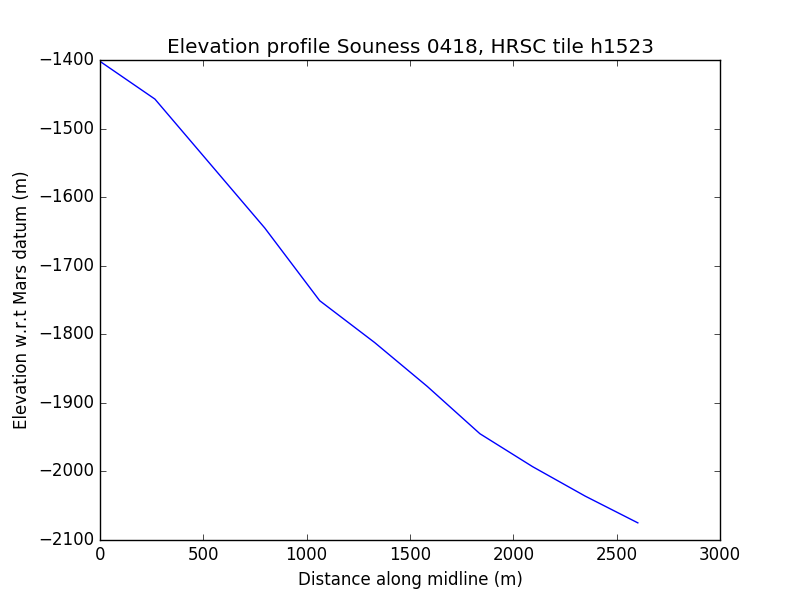 Elevation profile Souness 0418, HRSC tile h1523
−1400
−1500
−1600
−1700
−1800
−1900
−2000
−2100
Elevation w.r.t Mars datum (m)
0 500 1000 1500 2000 2500 3000
Distance along midline (m)